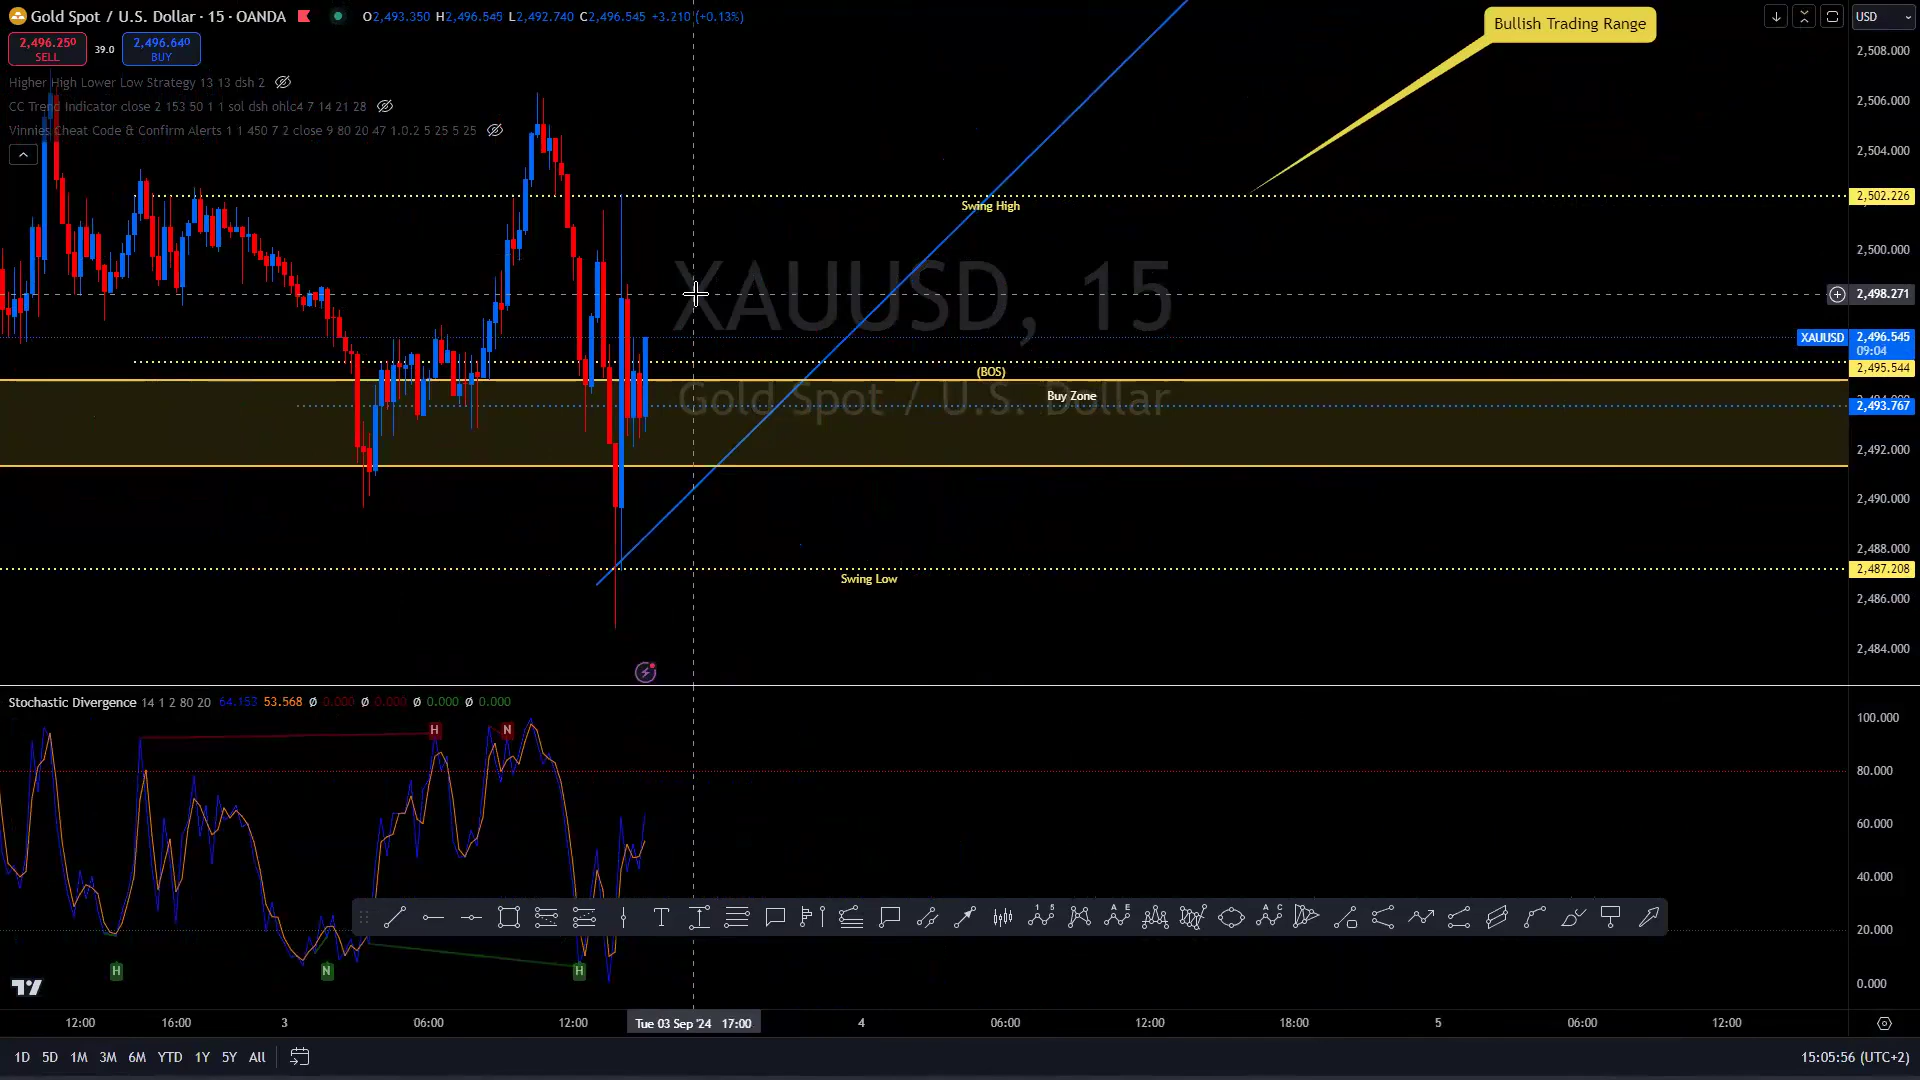 Gold Spot / U.S. Dollar · 15 · OANDA O2,493.350 H2,496.545 L2,492.740 C2,496.545 +3.210 (+0.13%)
Bullish Trading Range
USD
2,496.250 39.0 2,496.640
SELL BUY
Higher High Lower Low Strategy 13 13 dsh 2
CC Trend Indicator close 2 153 50 1 1 sol dsh ohlc4 7 14 21 28
Vinnies Cheat Code & Confirm Alerts 1 1 450 7 2 close 9 80 20 47 1.0.2 5 25 5 25
2,508.000
2,506.000
2,504.000
2,502.226
Swing High
2,500.000
XAUUSD, 15
2,498.271
XAUUSD 2,496.545
09:04
2,495.544
(BOS)
Buy Zone
Gold Spot / U.S. Dollar
2,493.767
2,492.000
2,490.000
2,488.000
2,487.208
Swing Low
2,486.000
2,484.000
Stochastic Divergence 14 1 2 80 20 64.153 53.568 Ø 0.000 Ø 0.000 Ø 0.000 Ø 0.000
100.000
H N
80.000
60.000
40.000
20.000
H N H
0.000
12:00 16:00 3 06:00 12:00 Tue 03 Sep '24 17:00 4 06:00 12:00 18:00 5 06:00 12:00
1D 5D 1M 3M 6M YTD 1Y 5Y All 15:05:56 (UTC+2)